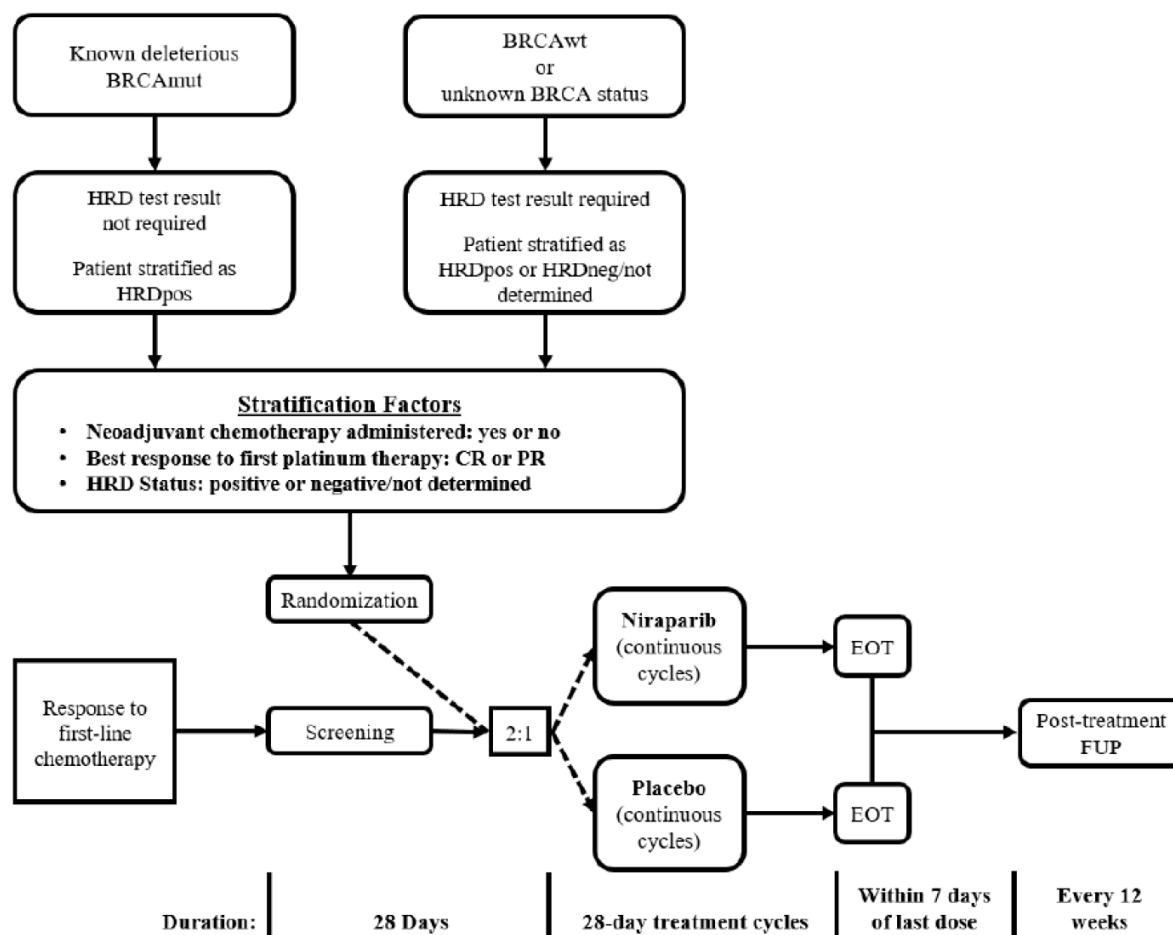 Known deleterious
BRCAmut
BRCAwt
or
unknown BRCA status
HRD test result
not required
Patient stratified as
HRDpos
HRD test result required
Patient stratified as
HRDpos or HRDneg/not
determined
Stratification Factors
• Neoadjuvant chemotherapy administered: yes or no
• Best response to first platinum therapy: CR or PR
• HRD Status: positive or negative/not determined
Randomization
Response to
first-line
chemotherapy
Screening
2:1
Niraparib
(continuous
cycles)
EOT
Placebo
(continuous
cycles)
EOT
Post-treatment
FUP
Duration:
28 Days
28-day treatment cycles
Within 7 days
of last dose
Every 12
weeks